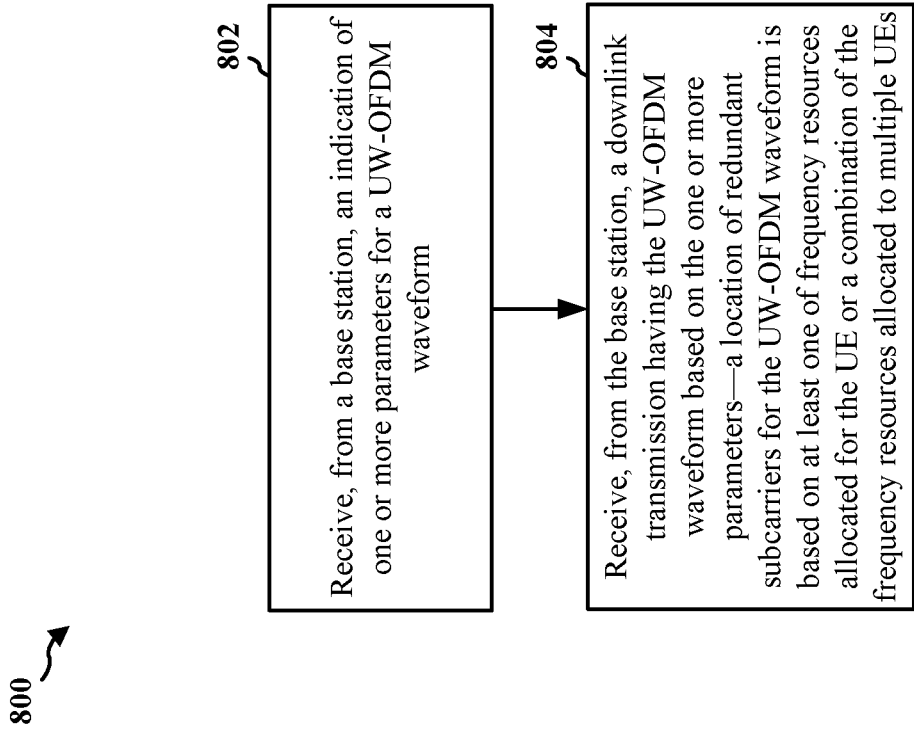 800
802
Receive, from a base station, an indication of
one or more parameters for a UW-OFDM
waveform
804
Receive, from the base station, a downlink
transmission having the UW-OFDM
waveform based on the one or more
parameters—a location of redundant
subcarriers for the UW-OFDM waveform is
based on at least one of frequency resources
allocated for the UE or a combination of the
frequency resources allocated to multiple UEs